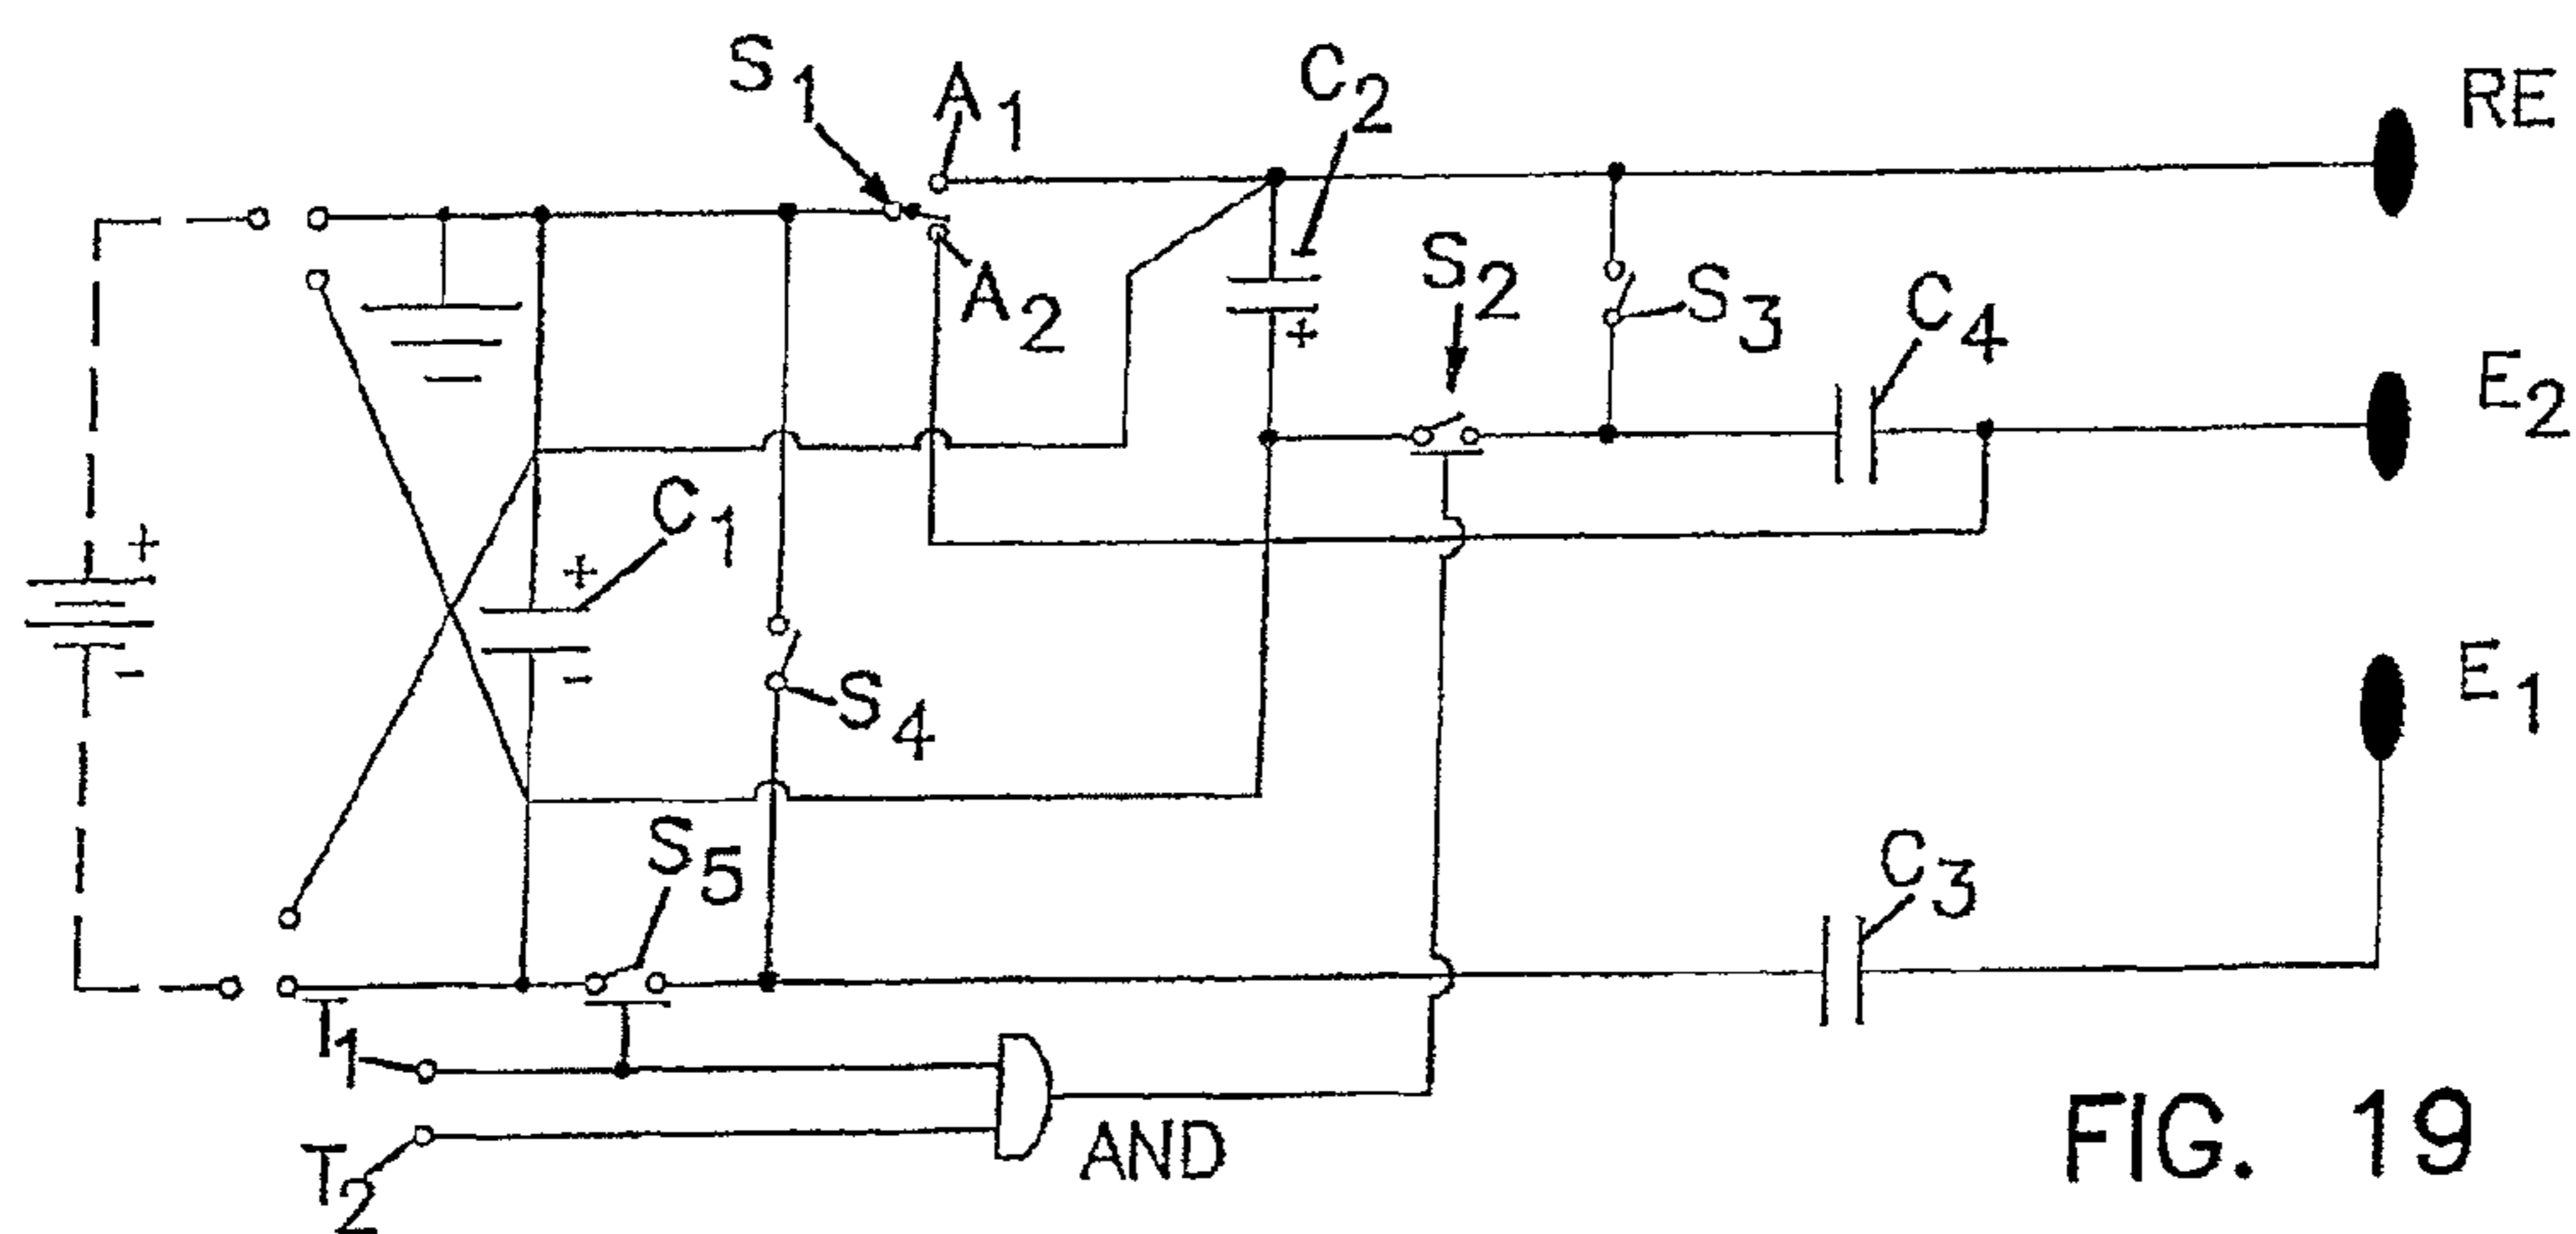 S1
A1
C2
RE
A2
S2
S3
C4
E2
+
+
C1
+
-
-
S4
E1
S5
C3
T1
T2
AND
FIG. 19